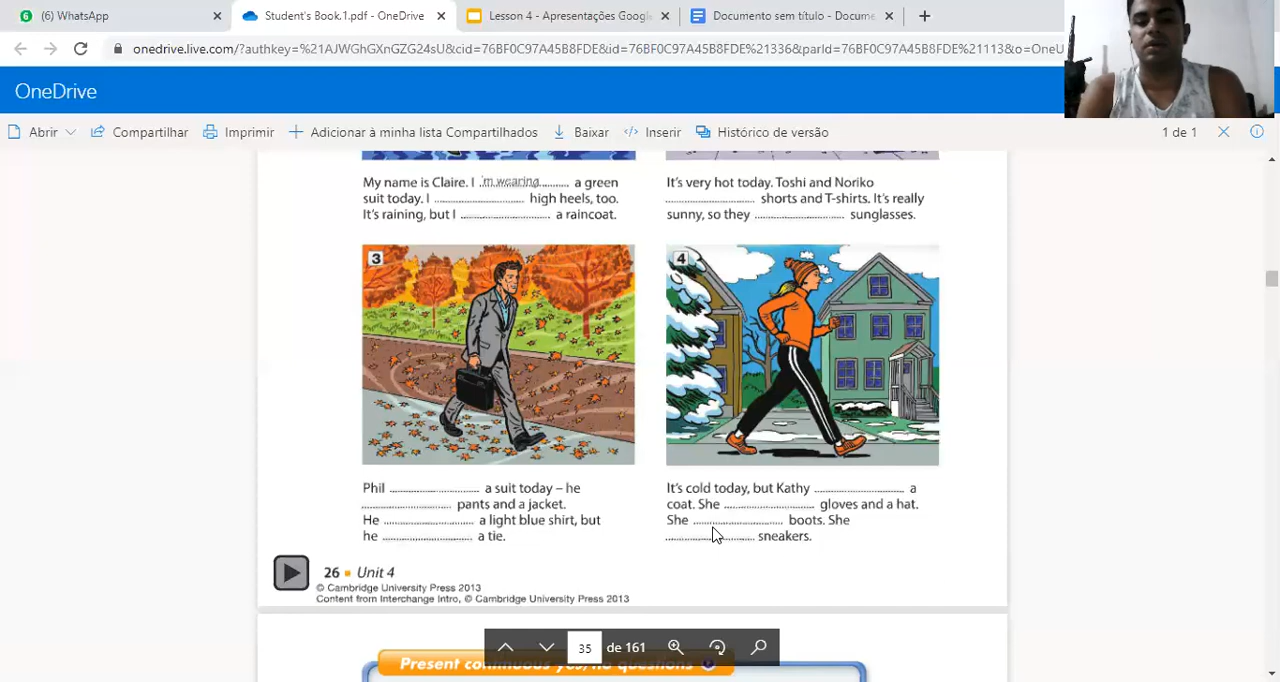 (6) WhatsApp
Student's Book.1.pdf - OneDrive
Lesson 4 - Apresentações Googl
Documento sem título - Docume
onedrive.live.com/?authkey=%21AJWGhGXnGZG24sU&cid=76BF0C97A45B8FDE&id=76BF0C97A45B8FDE%21336&parId=76BF0C97A45B8FDE%21113&o=OneU
OneDrive
Abrir Compartilhar Imprimir Adicionar à minha lista Compartilhados Baixar Inserir Histórico de versão 1 de 1
My name is Claire. I 'm wearing a green
suit today. I high heels, too.
It's raining, but I a raincoat.
It's very hot today. Toshi and Noriko
shorts and T-shirts. It's really
sunny, so they sunglasses.
3
4
Phil a suit today – he
pants and a jacket.
He a light blue shirt, but
he a tie.
It's cold today, but Kathy a
coat. She gloves and a hat.
She boots. She
sneakers.
26 Unit 4
© Cambridge University Press 2013
Content from Interchange Intro, © Cambridge University Press 2013
35 de 161
Present continuous yes/no questions